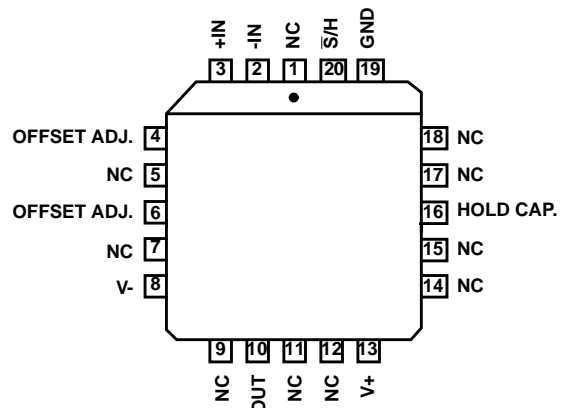 +IN
-IN
NC
S̅/H
GND
3
2
1
20
19
OFFSET ADJ. 4
NC 5
OFFSET ADJ. 6
NC 7
V- 8
18 NC
17 NC
16 HOLD CAP.
15 NC
14 NC
9
10
11
12
13
NC
OUT
NC
NC
V+